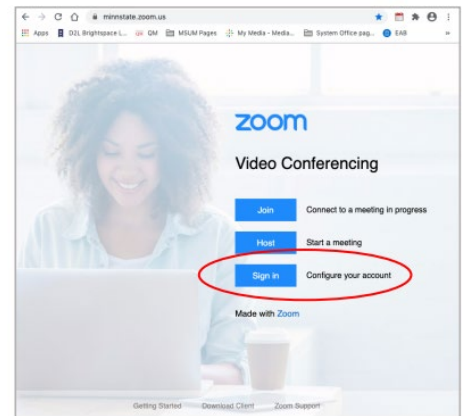 minnstate.zoom.us
Apps D2L Brightspace L... QM MSUM Pages My Media - Media... System Office pag... EAB »
zoom
Video Conferencing
Join Connect to a meeting in progress
Host Start a meeting
Sign in Configure your account
Made with Zoom
Getting Started Download Client Zoom Support